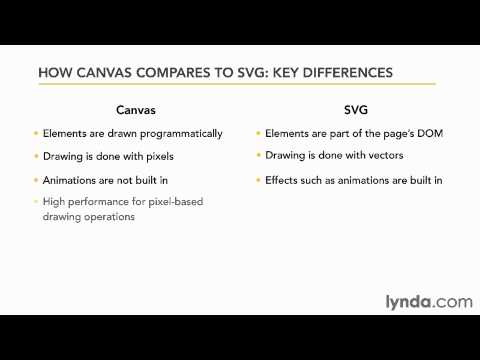 HOW CANVAS COMPARES TO SVG: KEY DIFFERENCES
Canvas
• Elements are drawn programmatically
• Drawing is done with pixels
• Animations are not built in
• High performance for pixel-based
drawing operations
SVG
• Elements are part of the page's DOM
• Drawing is done with vectors
• Effects such as animations are built in
lynda.com